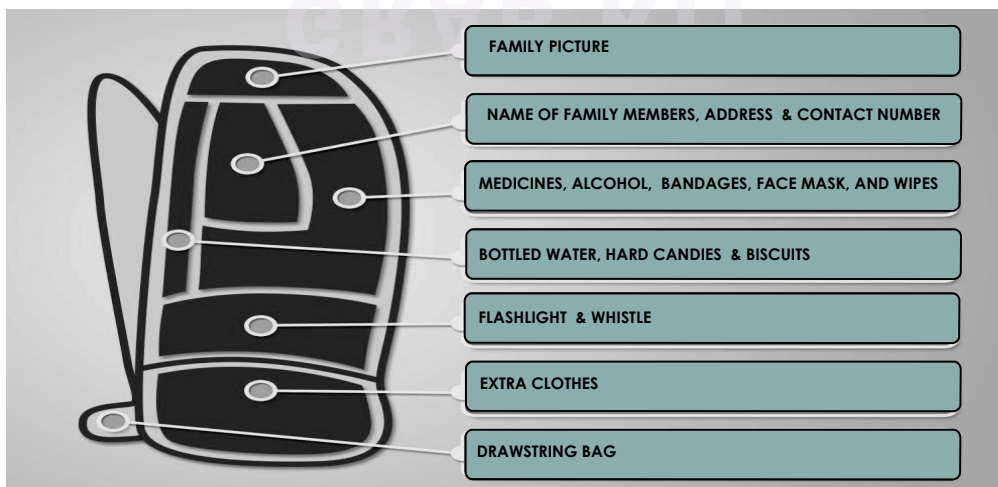 FAMILY PICTURE
NAME OF FAMILY MEMBERS, ADDRESS & CONTACT NUMBER
MEDICINES, ALCOHOL, BANDAGES, FACE MASK, AND WIPES
BOTTLED WATER, HARD CANDIES & BISCUITS
FLASHLIGHT & WHISTLE
EXTRA CLOTHES
DRAWSTRING BAG